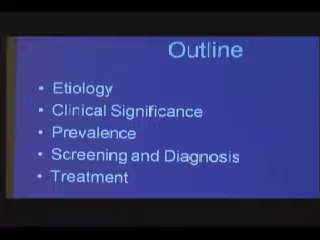 Outline
• Etiology
• Clinical Significance
• Prevalence
• Screening and Diagnosis
• Treatment